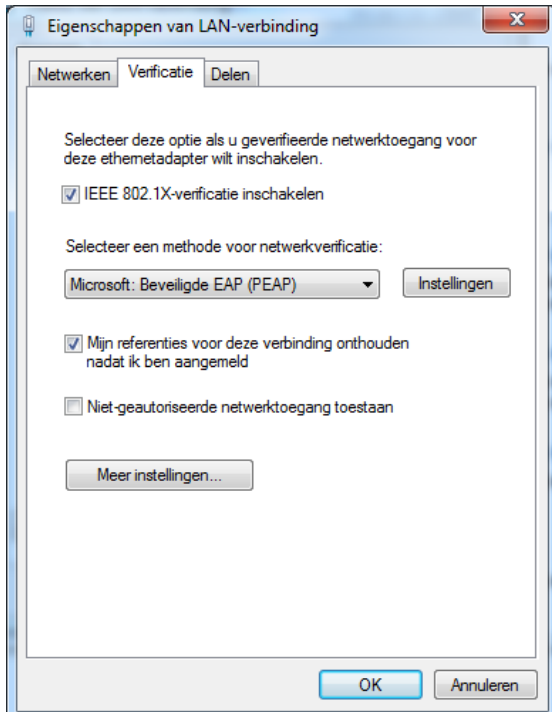 Eigenschappen van LAN-verbinding
Netwerken Verificatie Delen
Selecteer deze optie als u geverifieerde netwerktoegang voor
deze ethernetadapter wilt inschakelen.
IEEE 802.1X-verificatie inschakelen
Selecteer een methode voor netwerkverificatie:
Microsoft: Beveiligde EAP (PEAP) Instellingen
Mijn referenties voor deze verbinding onthouden
nadat ik ben aangemeld
Niet-geautoriseerde netwerktoegang toestaan
Meer instellingen...
OK Annuleren